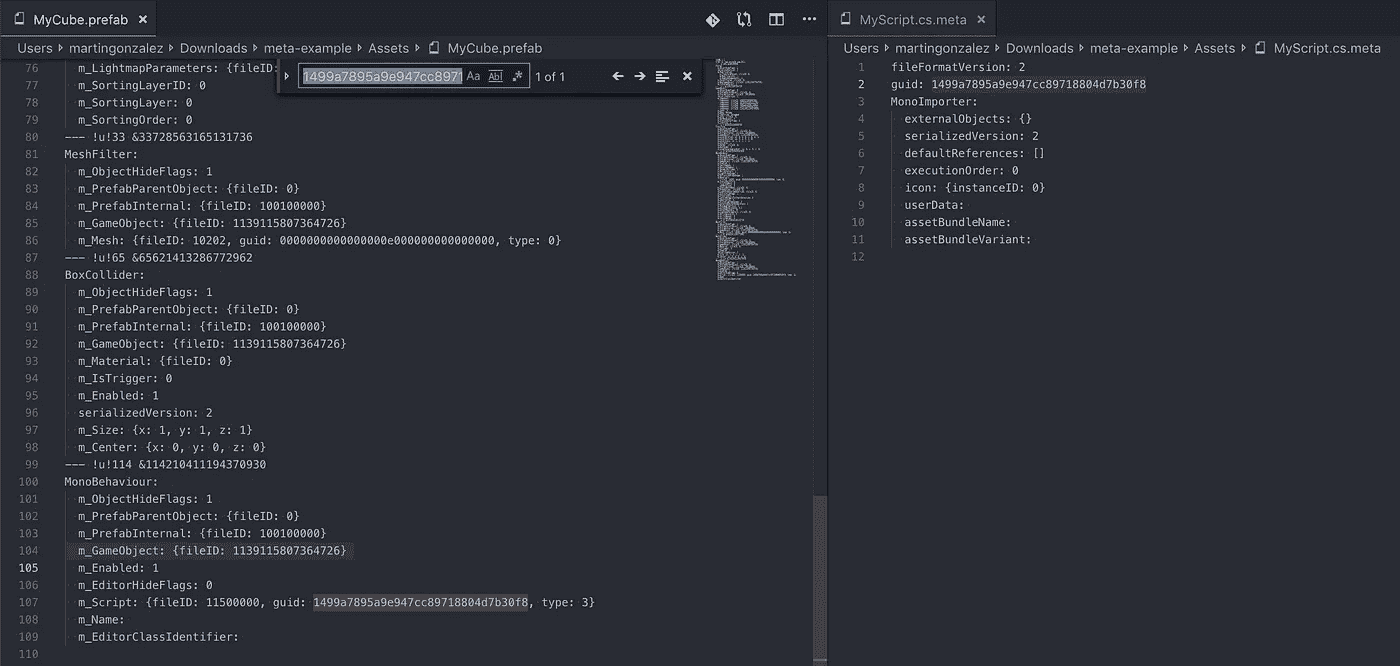 MyCube.prefab
Users martingonzalez Downloads meta-example Assets MyCube.prefab
1499a7895a9e947cc8971 Aa Abl .* 1 of 1
76 m_LightmapParameters: {fileID:
77 m_SortingLayerID: 0
78 m_SortingLayer: 0
79 m_SortingOrder: 0
80 --- !u!33 &33728563165131736
81 MeshFilter:
82 m_ObjectHideFlags: 1
83 m_PrefabParentObject: {fileID: 0}
84 m_PrefabInternal: {fileID: 100100000}
85 m_GameObject: {fileID: 1139115807364726}
86 m_Mesh: {fileID: 10202, guid: 0000000000000000e000000000000000, type: 0}
87 --- !u!65 &65621413286772962
88 BoxCollider:
89 m_ObjectHideFlags: 1
90 m_PrefabParentObject: {fileID: 0}
91 m_PrefabInternal: {fileID: 100100000}
92 m_GameObject: {fileID: 1139115807364726}
93 m_Material: {fileID: 0}
94 m_IsTrigger: 0
95 m_Enabled: 1
96 serializedVersion: 2
97 m_Size: {x: 1, y: 1, z: 1}
98 m_Center: {x: 0, y: 0, z: 0}
99 --- !u!114 &114210411194370930
100 MonoBehaviour:
101 m_ObjectHideFlags: 1
102 m_PrefabParentObject: {fileID: 0}
103 m_PrefabInternal: {fileID: 100100000}
104 m_GameObject: {fileID: 1139115807364726}
105 m_Enabled: 1
106 m_EditorHideFlags: 0
107 m_Script: {fileID: 11500000, guid: 1499a7895a9e947cc89718804d7b30f8, type: 3}
108 m_Name:
109 m_EditorClassIdentifier:
110
MyScript.cs.meta
Users martingonzalez Downloads meta-example Assets MyScript.cs.meta
1 fileFormatVersion: 2
2 guid: 1499a7895a9e947cc89718804d7b30f8
3 MonoImporter:
4 externalObjects: {}
5 serializedVersion: 2
6 defaultReferences: []
7 executionOrder: 0
8 icon: {instanceID: 0}
9 userData:
10 assetBundleName:
11 assetBundleVariant:
12